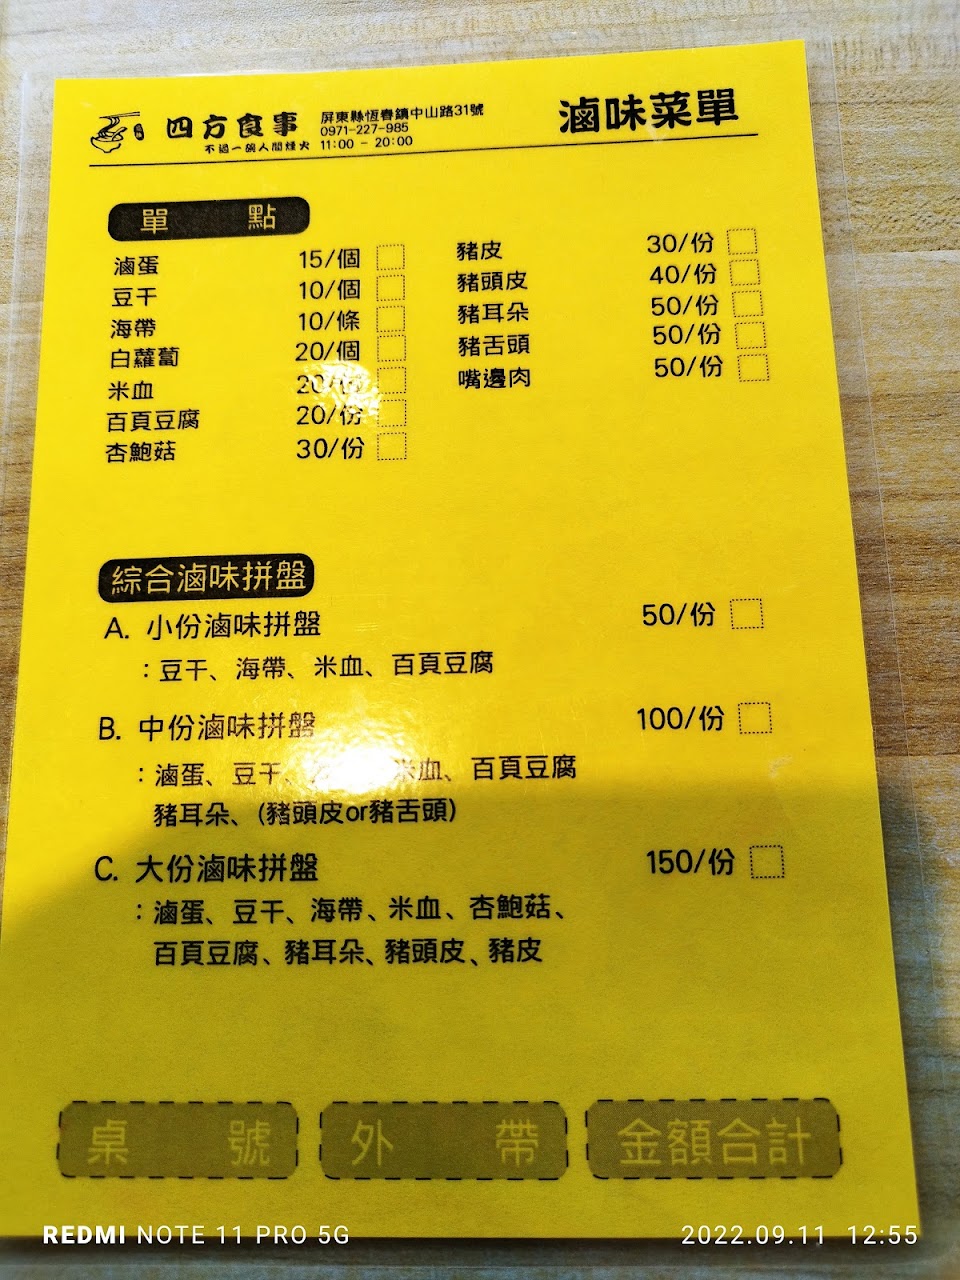 四方食事
不過一碗人間煙火
屏東縣恆春鎮中山路31號
0971-227-985
11:00 - 20:00
滷味菜單
單 點
滷蛋 15/個
豆干 10/個
海帶 10/條
白蘿蔔 20/個
米血 20/份
百頁豆腐 20/份
杏鮑菇 30/份
豬皮 30/份
豬頭皮 40/份
豬耳朵 50/份
豬舌頭 50/份
嘴邊肉 50/份
綜合滷味拼盤
A. 小份滷味拼盤 50/份
：豆干、海帶、米血、百頁豆腐
B. 中份滷味拼盤 100/份
：滷蛋、豆干、米血、百頁豆腐
豬耳朵、(豬頭皮or豬舌頭)
C. 大份滷味拼盤 150/份
：滷蛋、豆干、海帶、米血、杏鮑菇、
百頁豆腐、豬耳朵、豬頭皮、豬皮
桌 號
外 帶
金額合計
REDMI NOTE 11 PRO 5G
2022.09.11 12:55